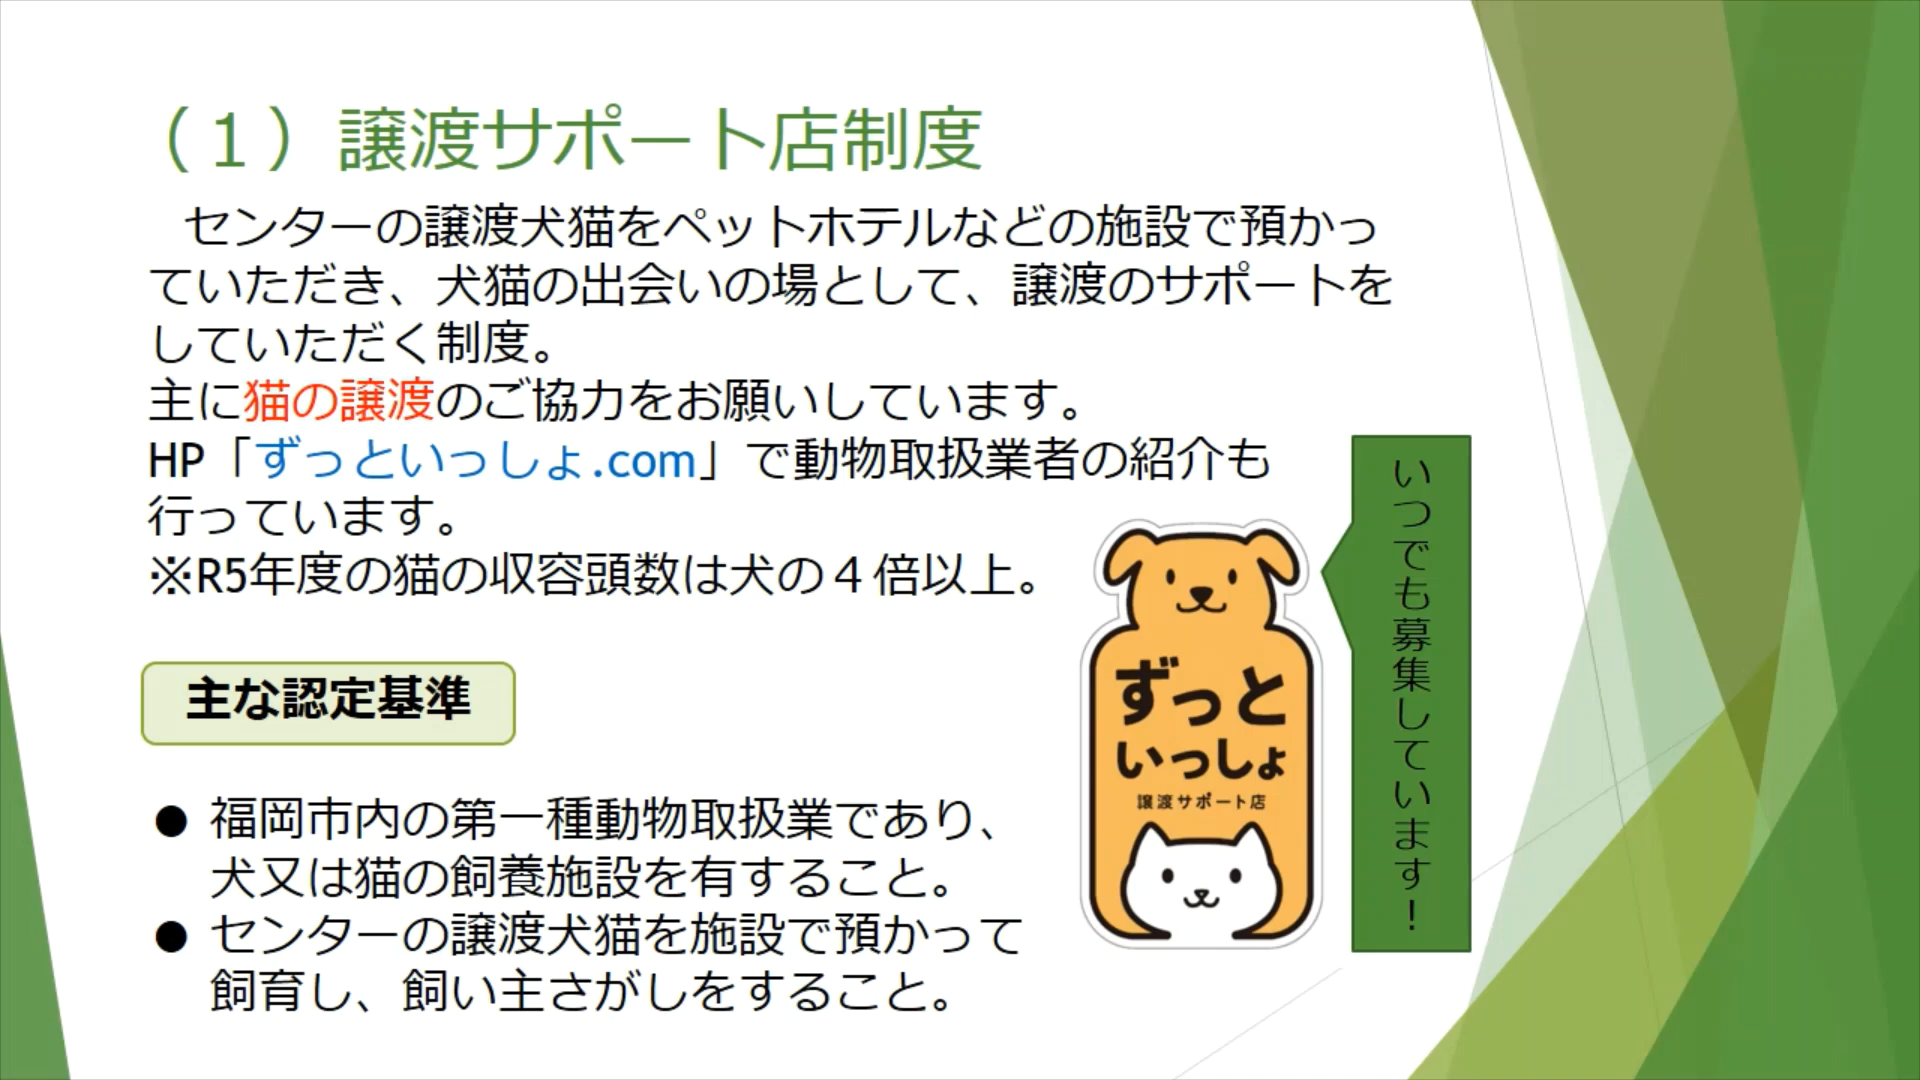 （１）譲渡サポート店制度
センターの譲渡犬猫をペットホテルなどの施設で預かっ
ていただき、犬猫の出会いの場として、譲渡のサポートを
していただく制度。
主に猫の譲渡のご協力をお願いしています。
HP「ずっといっしょ.com」で動物取扱業者の紹介も
行っています。
※R5年度の猫の収容頭数は犬の４倍以上。
いつでも募集しています！
ずっと
いっしょ
譲渡サポート店
主な認定基準
● 福岡市内の第一種動物取扱業であり、
犬又は猫の飼養施設を有すること。
● センターの譲渡犬猫を施設で預かって
飼育し、飼い主さがしをすること。